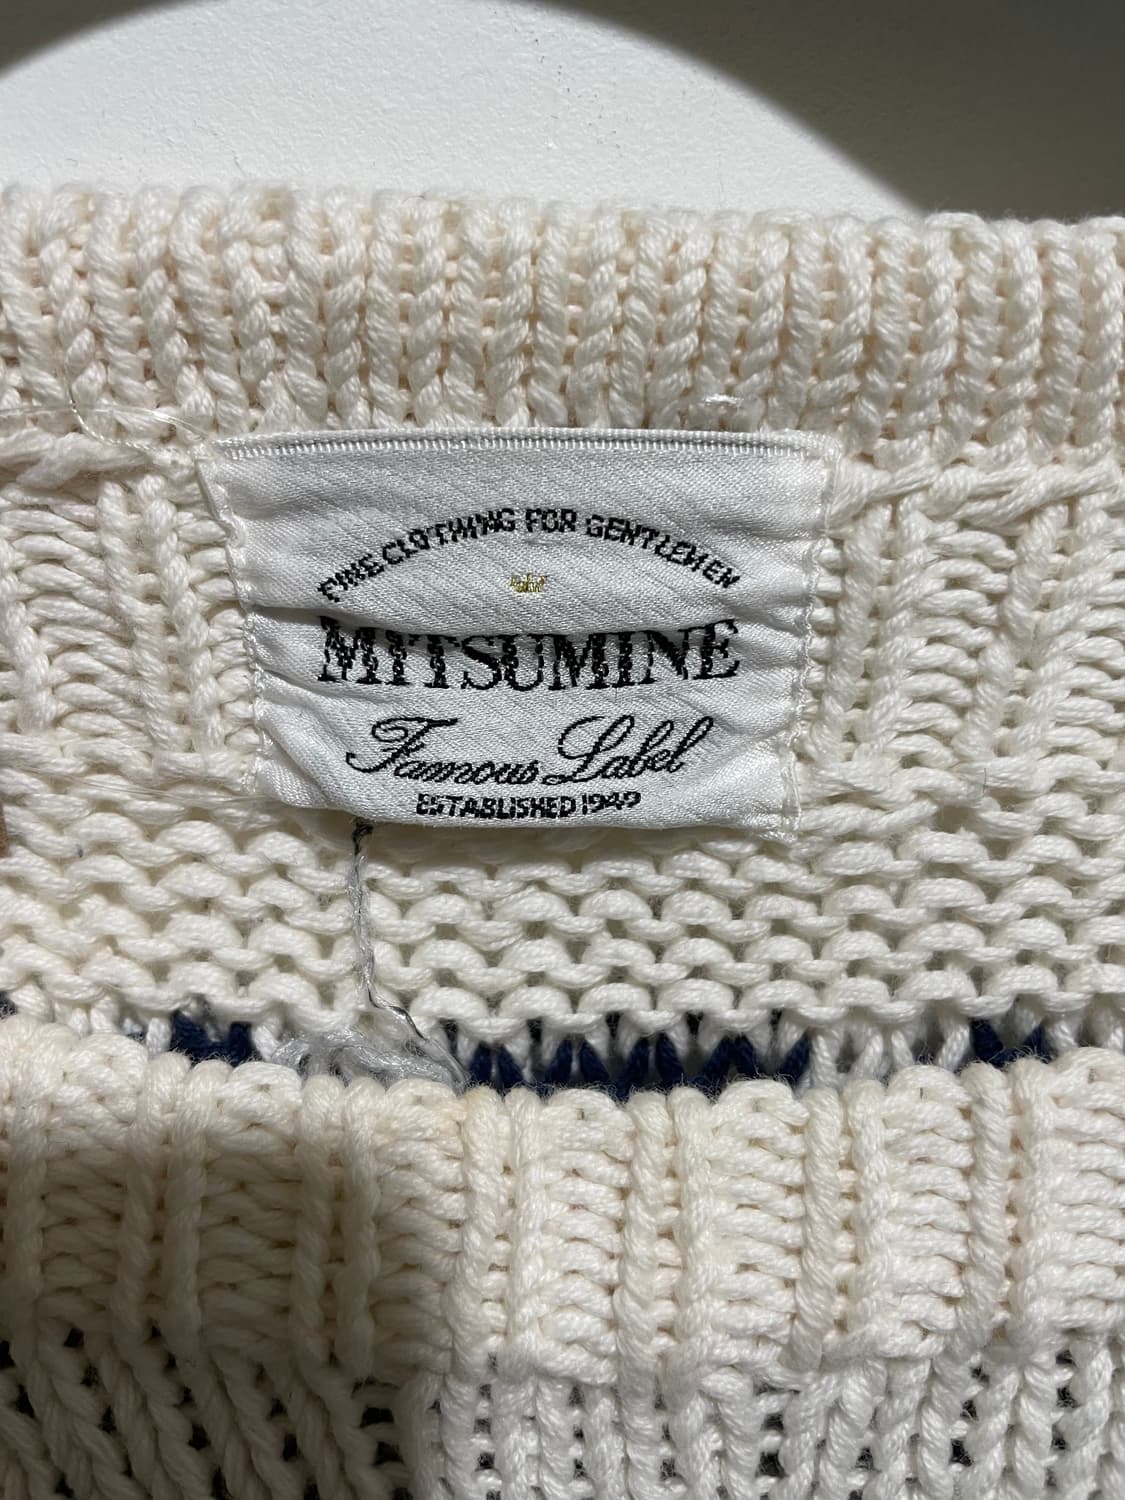 FINE CLOTHING FOR GENTLEMEN
MITSUMINE
Famous Label
ESTABLISHED 1949